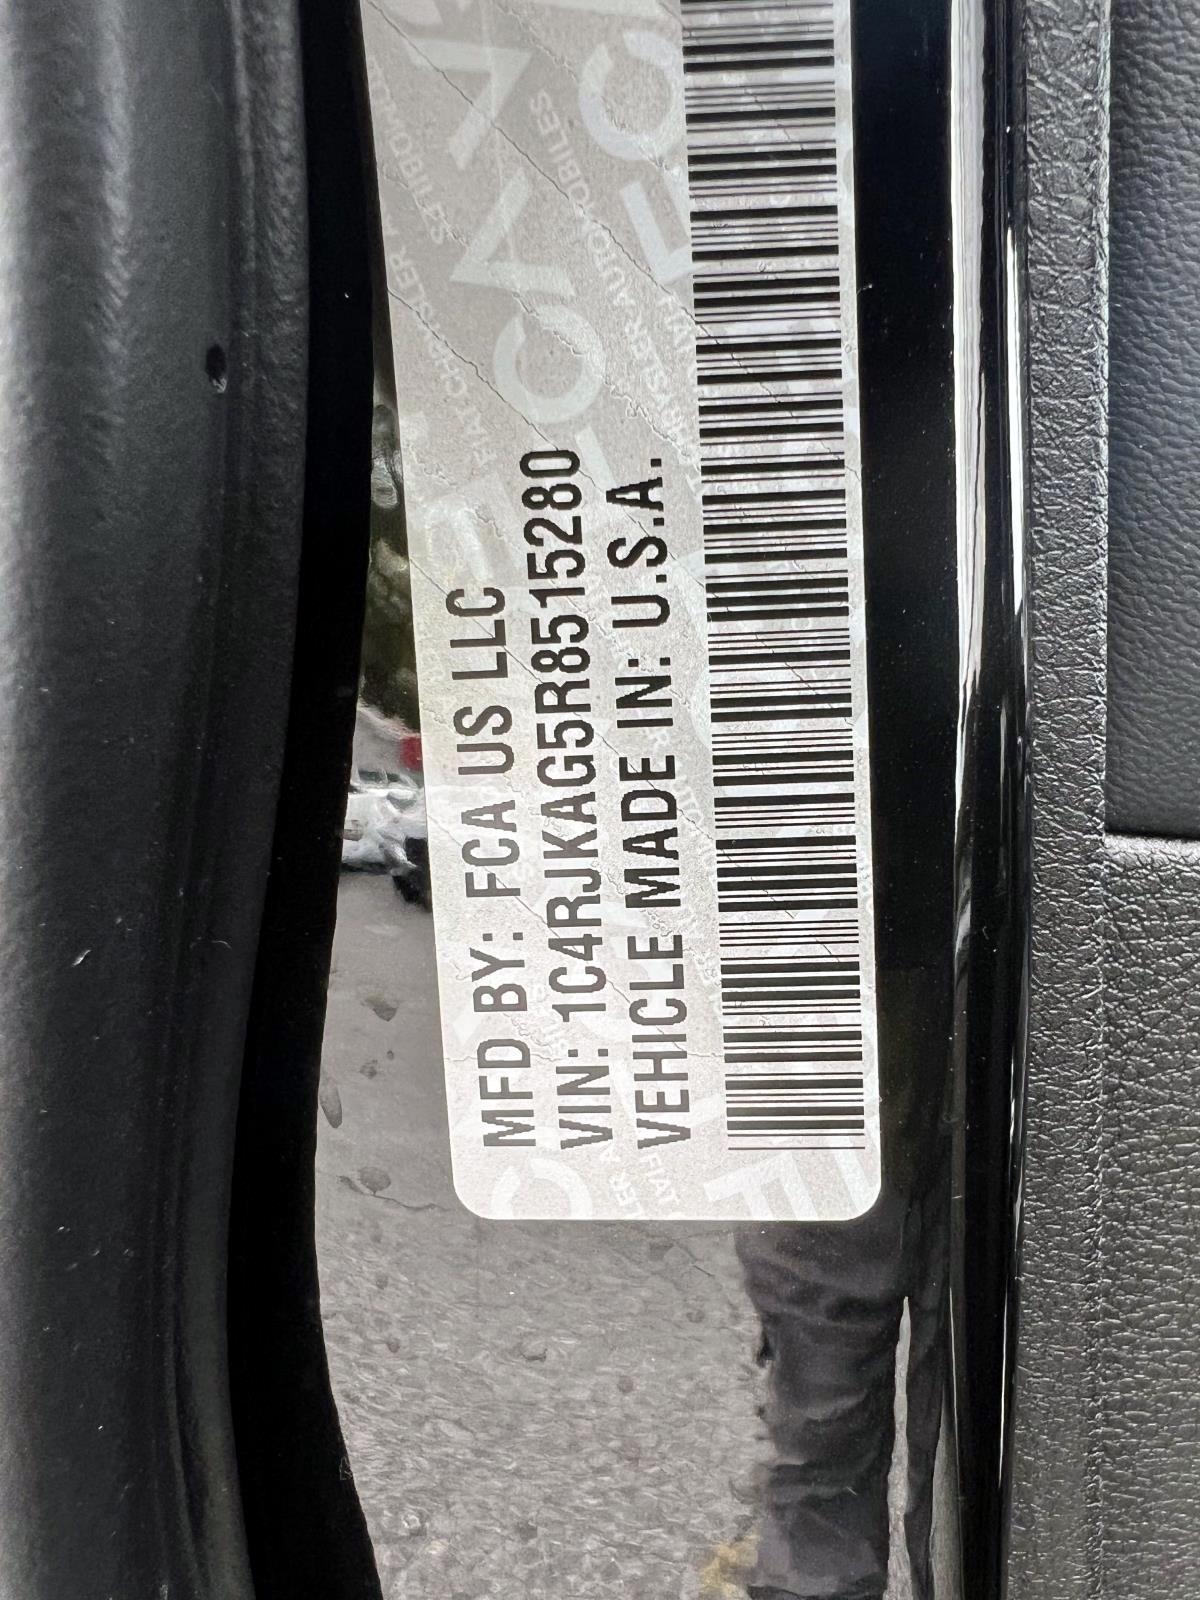 MFD BY: FCA US LLC
VIN: 1C4RJKAG5R8515280
VEHICLE MADE IN: U.S.A.